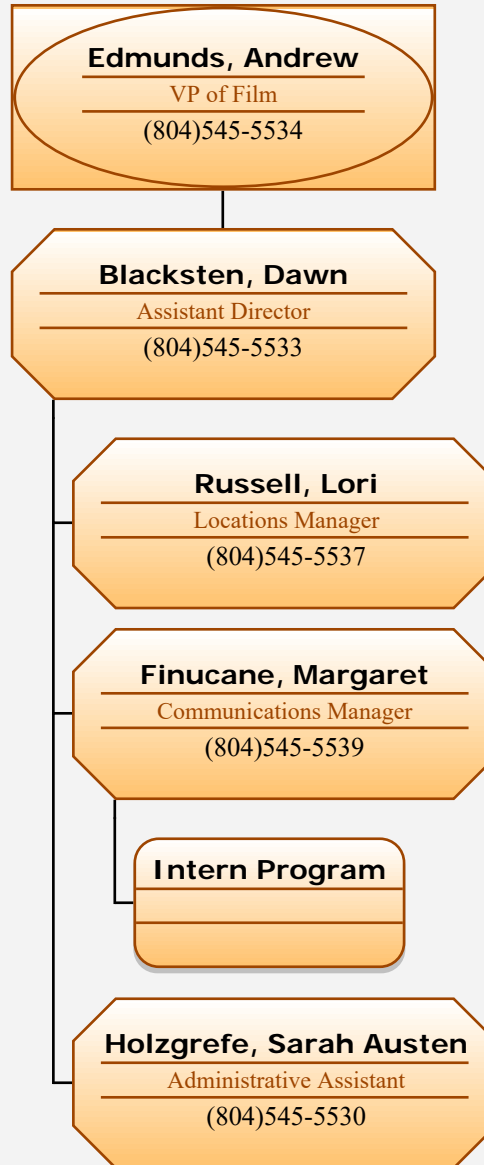 Edmunds, Andrew
VP of Film
(804)545-5534
Blacksten, Dawn
Assistant Director
(804)545-5533
Russell, Lori
Locations Manager
(804)545-5537
Finucane, Margaret
Communications Manager
(804)545-5539
Intern Program
Holzgrefe, Sarah Austen
Administrative Assistant
(804)545-5530